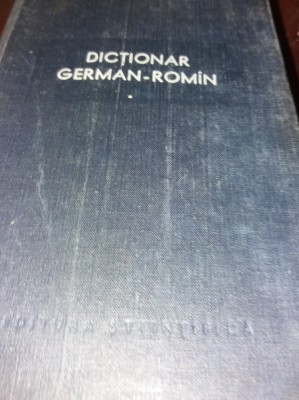 DICȚIONAR
GERMAN-ROMÎN
EDITURA ȘTIINȚIFICĂ